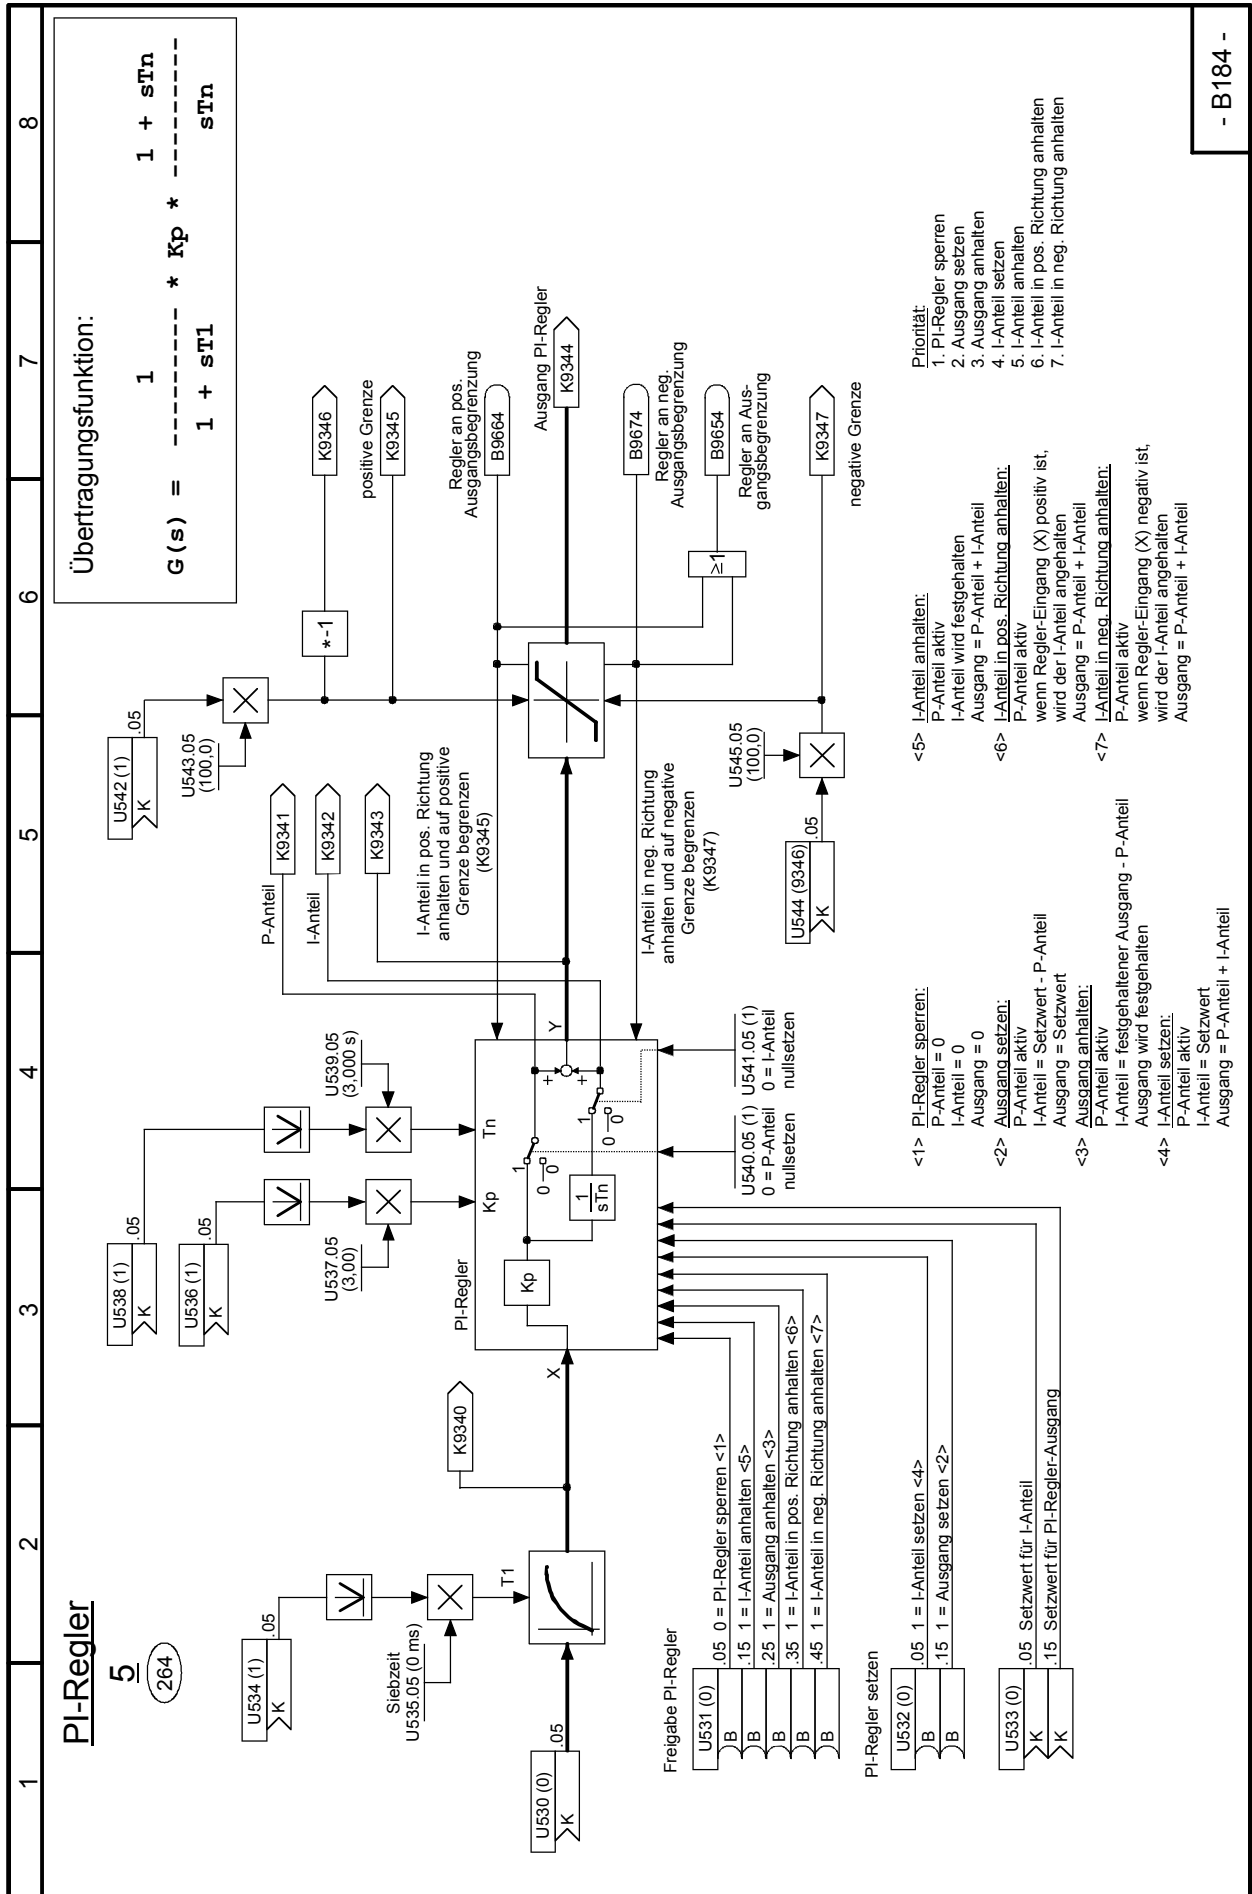 1 2 3 4 5 6 7 8
PI-Regler
5
264
Übertragungsfunktion:
1 1 + sTn
G(s) = --------- * Kp * -----------
1 + sT1 sTn
U534 (1)
K
.05
Siebzeit
U535.05 (0 ms)
T1
U530 (0)
K
.05
K9340
X
U538 (1)
K
.05
U536 (1)
K
.05
U537.05
(3,00)
U539.05
(3,000 s)
PI-Regler
Kp
Tn
Kp
1
sTn
1
0
0
1
0
0
+
+
Y
U540.05 (1)
0 = P-Anteil
nullsetzen
U541.05 (1)
0 = I-Anteil
nullsetzen
P-Anteil
K9341
I-Anteil
K9342
K9343
I-Anteil in pos. Richtung
anhalten und auf positive
Grenze begrenzen
(K9345)
I-Anteil in neg. Richtung
anhalten und auf negative
Grenze begrenzen
(K9347)
U542 (1)
K
.05
U543.05
(100,0)
U545.05
(100,0)
U544 (9346)
K
.05
*-1
K9346
positive Grenze
K9345
Regler an pos.
Ausgangsbegrenzung
B9664
Ausgang PI-Regler
K9344
B9674
Regler an neg.
Ausgangsbegrenzung
≥1
B9654
Regler an Aus-
gangsbegrenzung
K9347
negative Grenze
Freigabe PI-Regler
U531 (0)
B .05 0 = PI-Regler sperren <1>
B .15 1 = I-Anteil anhalten <5>
B .25 1 = Ausgang anhalten <3>
B .35 1 = I-Anteil in pos. Richtung anhalten <6>
B .45 1 = I-Anteil in neg. Richtung anhalten <7>
PI-Regler setzen
U532 (0)
B .05 1 = I-Anteil setzen <4>
B .15 1 = Ausgang setzen <2>
U533 (0)
K .05 Setzwert für I-Anteil
K .15 Setzwert für PI-Regler-Ausgang
<1> PI-Regler sperren:
P-Anteil = 0
I-Anteil = 0
Ausgang = 0
<2> Ausgang setzen:
P-Anteil aktiv
I-Anteil = Setzwert - P-Anteil
Ausgang = Setzwert
<3> Ausgang anhalten:
P-Anteil aktiv
I-Anteil = festgehaltener Ausgang - P-Anteil
Ausgang wird festgehalten
<4> I-Anteil setzen:
P-Anteil aktiv
I-Anteil = Setzwert
Ausgang = P-Anteil + I-Anteil
<5> I-Anteil anhalten:
P-Anteil aktiv
I-Anteil wird festgehalten
Ausgang = P-Anteil + I-Anteil
<6> I-Anteil in pos. Richtung anhalten:
P-Anteil aktiv
wenn Regler-Eingang (X) positiv ist,
wird der I-Anteil angehalten
Ausgang = P-Anteil + I-Anteil
<7> I-Anteil in neg. Richtung anhalten:
P-Anteil aktiv
wenn Regler-Eingang (X) negativ ist,
wird der I-Anteil angehalten
Ausgang = P-Anteil + I-Anteil
Priorität:
1. PI-Regler sperren
2. Ausgang setzen
3. Ausgang anhalten
4. I-Anteil setzen
5. I-Anteil anhalten
6. I-Anteil in pos. Richtung anhalten
7. I-Anteil in neg. Richtung anhalten
- B184 -